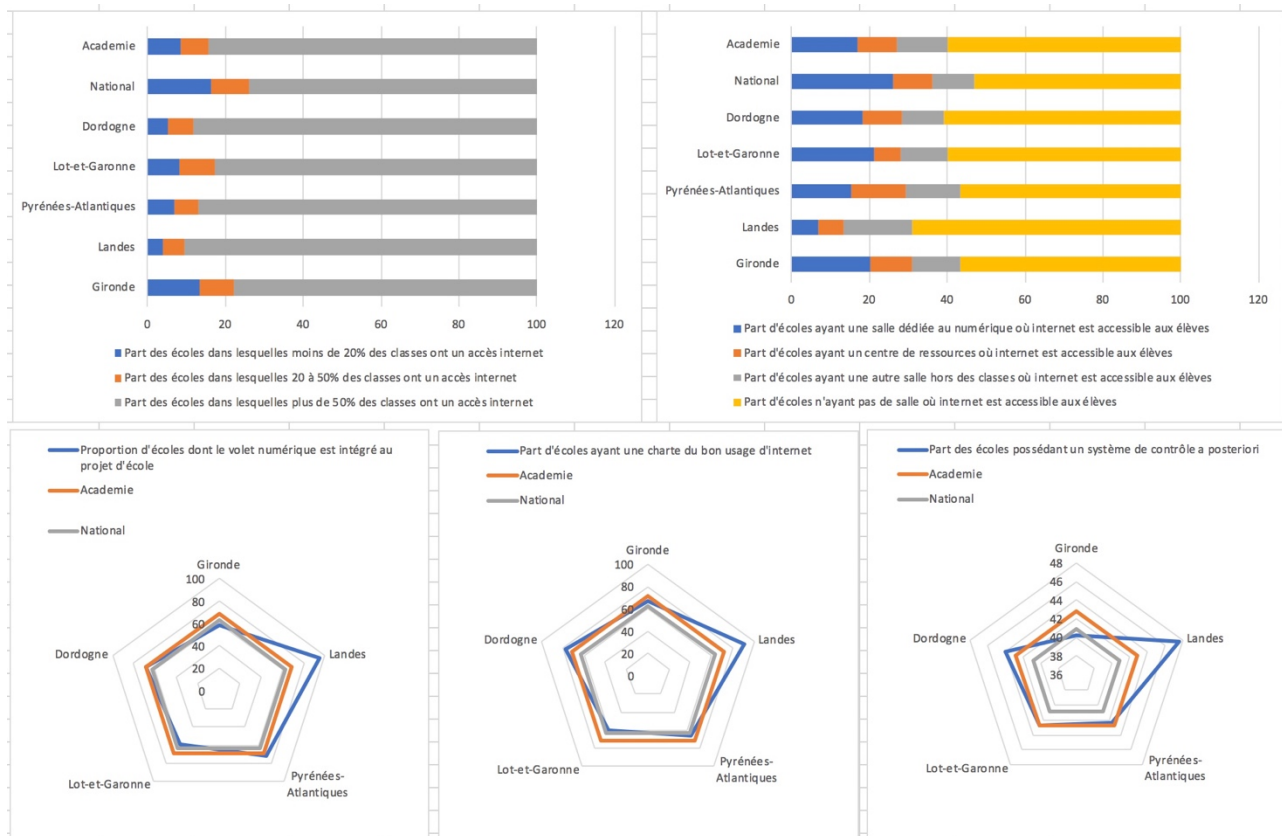 Academie
National
Dordogne
Lot-et-Garonne
Pyrénées-Atlantiques
Landes
Gironde
0 20 40 60 80 100 120
Part des écoles dans lesquelles moins de 20% des classes ont un accès internet
Part des écoles dans lesquelles 20 à 50% des classes ont un accès internet
Part des écoles dans lesquelles plus de 50% des classes ont un accès internet
Academie
National
Dordogne
Lot-et-Garonne
Pyrénées-Atlantiques
Landes
Gironde
0 20 40 60 80 100 120
Part d'écoles ayant une salle dédiée au numérique où internet est accessible aux élèves
Part d'écoles ayant un centre de ressources où internet est accessible aux élèves
Part d'écoles ayant une autre salle hors des classes où internet est accessible aux élèves
Part d'écoles n'ayant pas de salle où internet est accessible aux élèves
Proportion d'écoles dont le volet numérique est intégré au
projet d'école
Academie
National
Gironde
100
80
60
40
20
0
Dordogne
Landes
Lot-et-Garonne
Pyrénées-
Atlantiques
Part d'écoles ayant une charte du bon usage d'internet
Academie
National
Gironde
100
80
60
40
20
0
Dordogne
Landes
Lot-et-Garonne
Pyrénées-
Atlantiques
Part des écoles possédant un système de contrôle a posteriori
Academie
National
Gironde
48
46
44
42
40
38
36
Dordogne
Landes
Lot-et-Garonne
Pyrénées-
Atlantiques